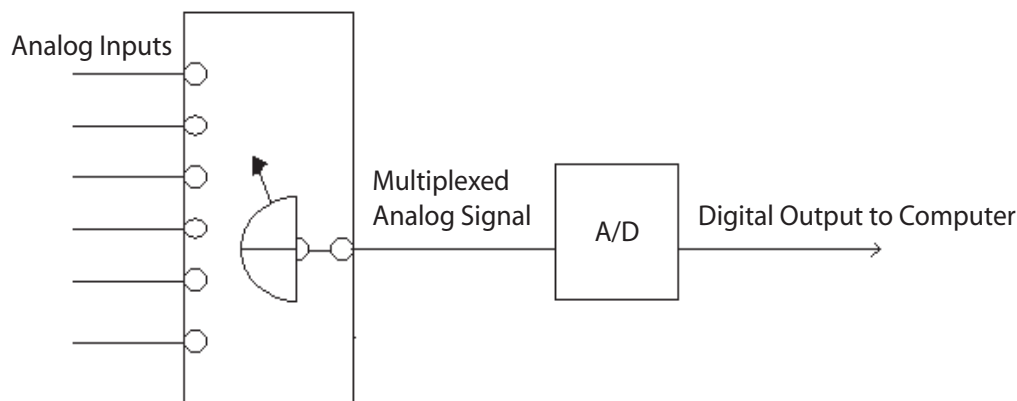 Analog Inputs
Multiplexed
Analog Signal
A/D
Digital Output to Computer